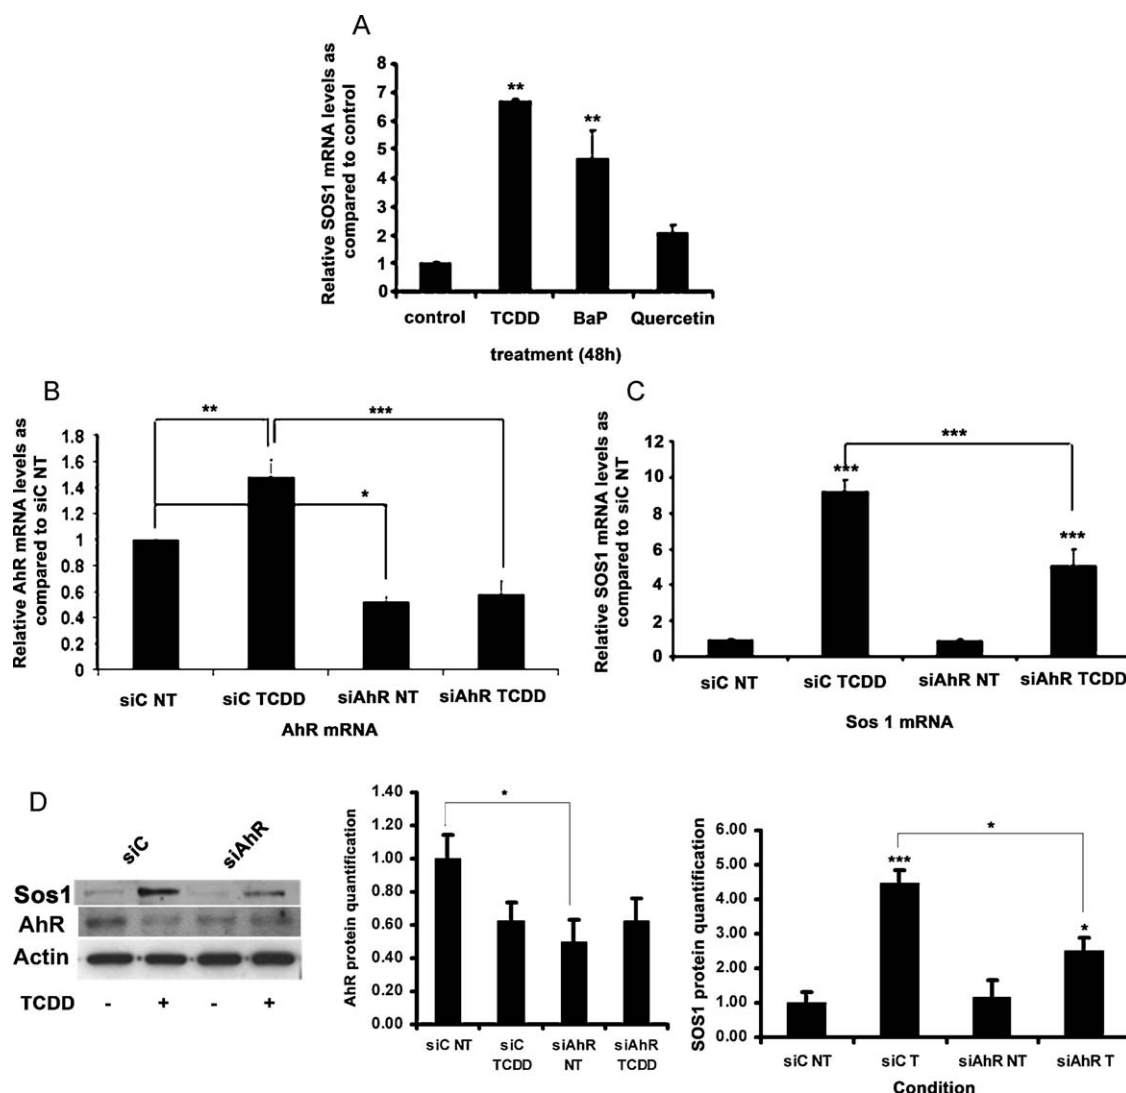 A
Relative SOS1 mRNA levels as
compared to control
8
7
6
5
4
3
2
1
0
**
**
control TCDD BaP Quercetin
treatment (48h)
B
Relative AhR mRNA levels as
compared to siC NT
1.8
1.6
1.4
1.2
1
0.8
0.6
0.4
0.2
0
**
***
*
siC NT siC TCDD siAhR NT siAhR TCDD
AhR mRNA
C
Relative SOS1 mRNA levels as
compared to siC NT
12
10
8
6
4
2
0
***
***
***
siC NT siC TCDD siAhR NT siAhR TCDD
Sos 1 mRNA
D
siC siAhR
Sos1
AhR
Actin
TCDD - + - +
AhR protein quantification
1.40
1.20
1.00
0.80
0.60
0.40
0.20
0.00
*
siC NT siC TCDD siAhR NT siAhR TCDD
SOS1 protein quantification
6.00
5.00
4.00
3.00
2.00
1.00
0.00
***
*
*
siC NT siC T siAhR NT siAhR T
Condition